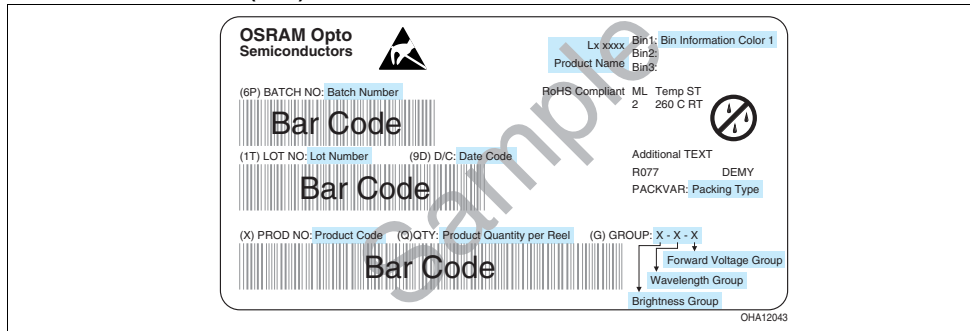 OSRAM Opto
Semiconductors
Lx xxxx
Product Name
Bin1: Bin Information Color 1
Bin2:
Bin3:
(6P) BATCH NO: Batch Number
Bar Code
RoHS Compliant
ML Temp ST
2 260 C RT
(1T) LOT NO: Lot Number (9D) D/C: Date Code
Bar Code
Additional TEXT
R077 DEMY
PACKVAR: Packing Type
(X) PROD NO: Product Code (Q)QTY: Product Quantity per Reel (G) GROUP: X - X - X
Bar Code
Forward Voltage Group
Wavelength Group
Brightness Group
Sample
OHA12043